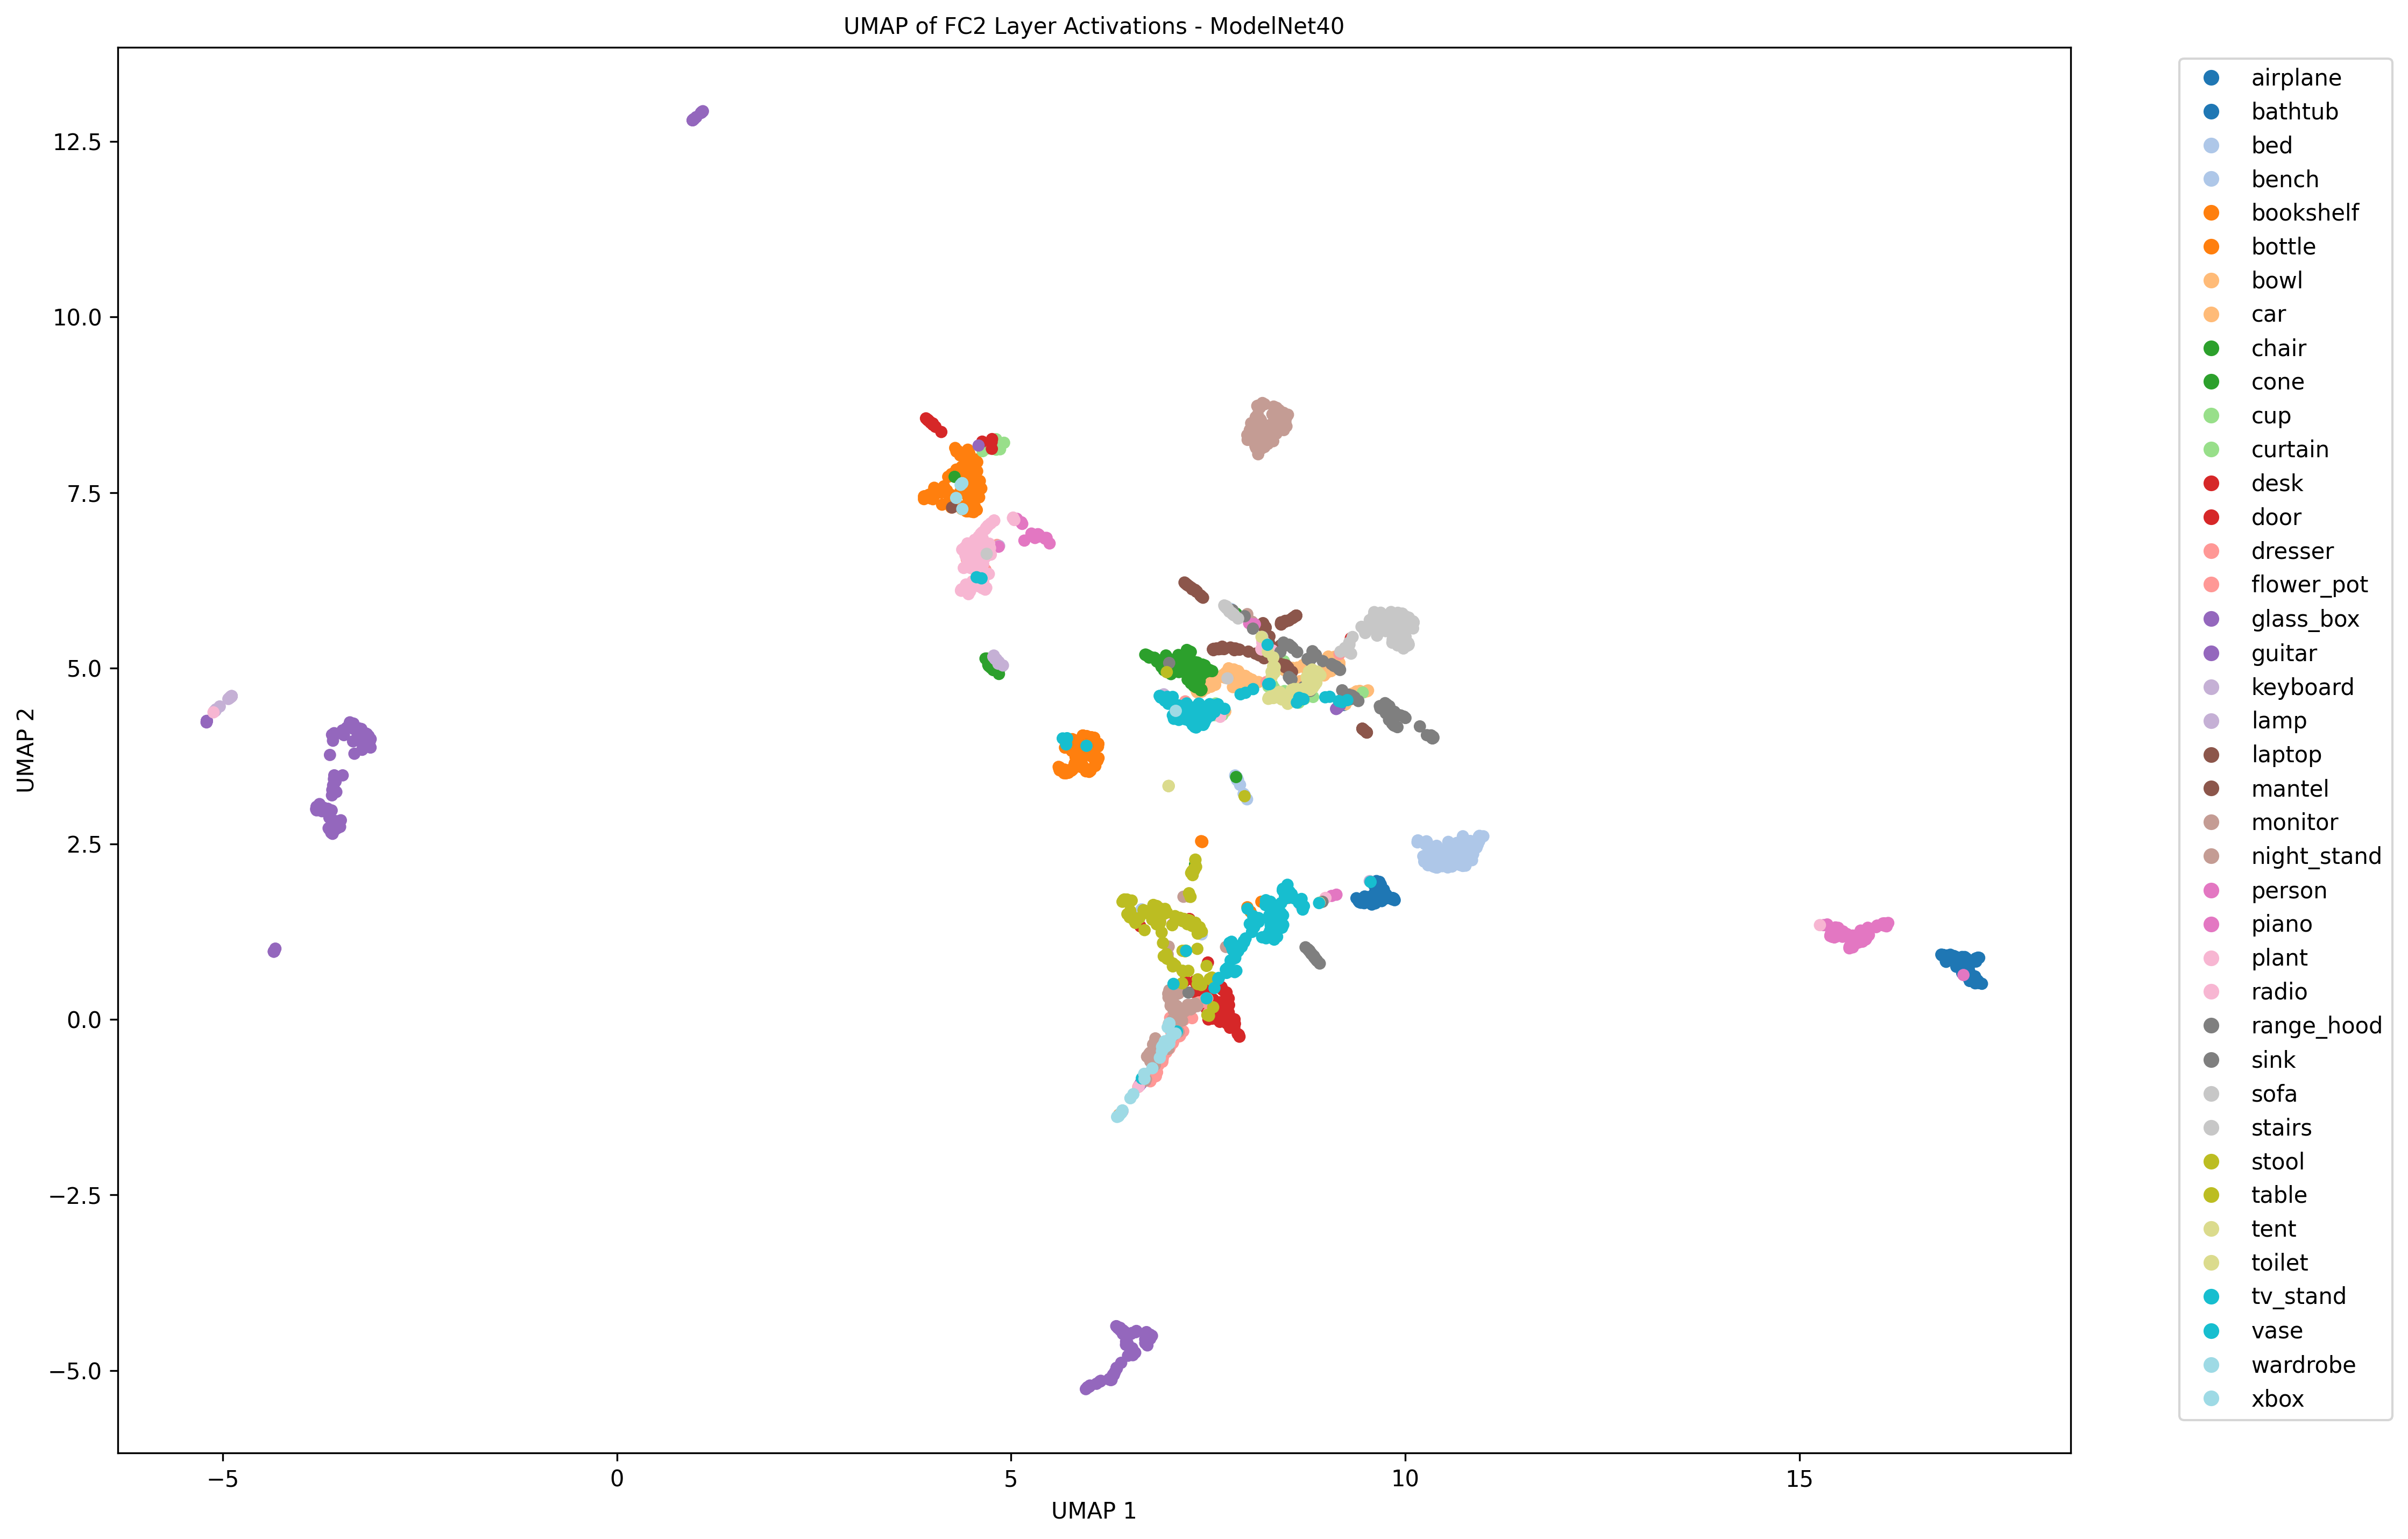 UMAP of FC2 Layer Activations - ModelNet40
12.5
10.0
7.5
5.0
2.5
0.0
−2.5
−5.0
UMAP 2
−5
0
5
10
15
UMAP 1
airplane
bathtub
bed
bench
bookshelf
bottle
bowl
car
chair
cone
cup
curtain
desk
door
dresser
flower_pot
glass_box
guitar
keyboard
lamp
laptop
mantel
monitor
night_stand
person
piano
plant
radio
range_hood
sink
sofa
stairs
stool
table
tent
toilet
tv_stand
vase
wardrobe
xbox